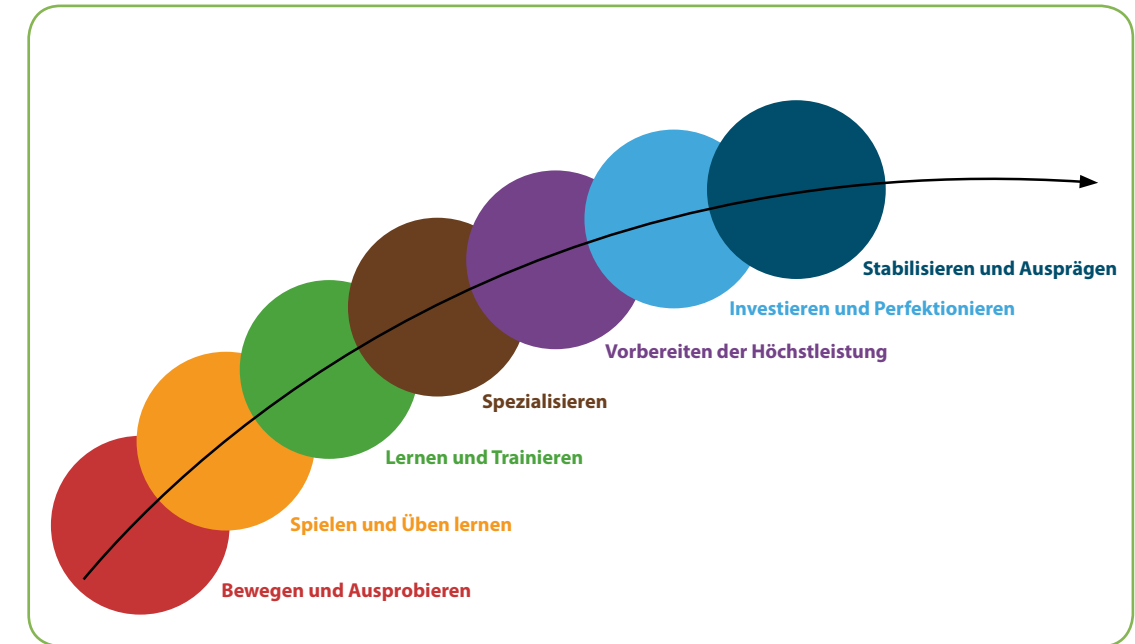 Stabilisieren und Ausprägen
Investieren und Perfektionieren
Vorbereiten der Höchstleistung
Spezialisieren
Lernen und Trainieren
Spielen und Üben lernen
Bewegen und Ausprobieren